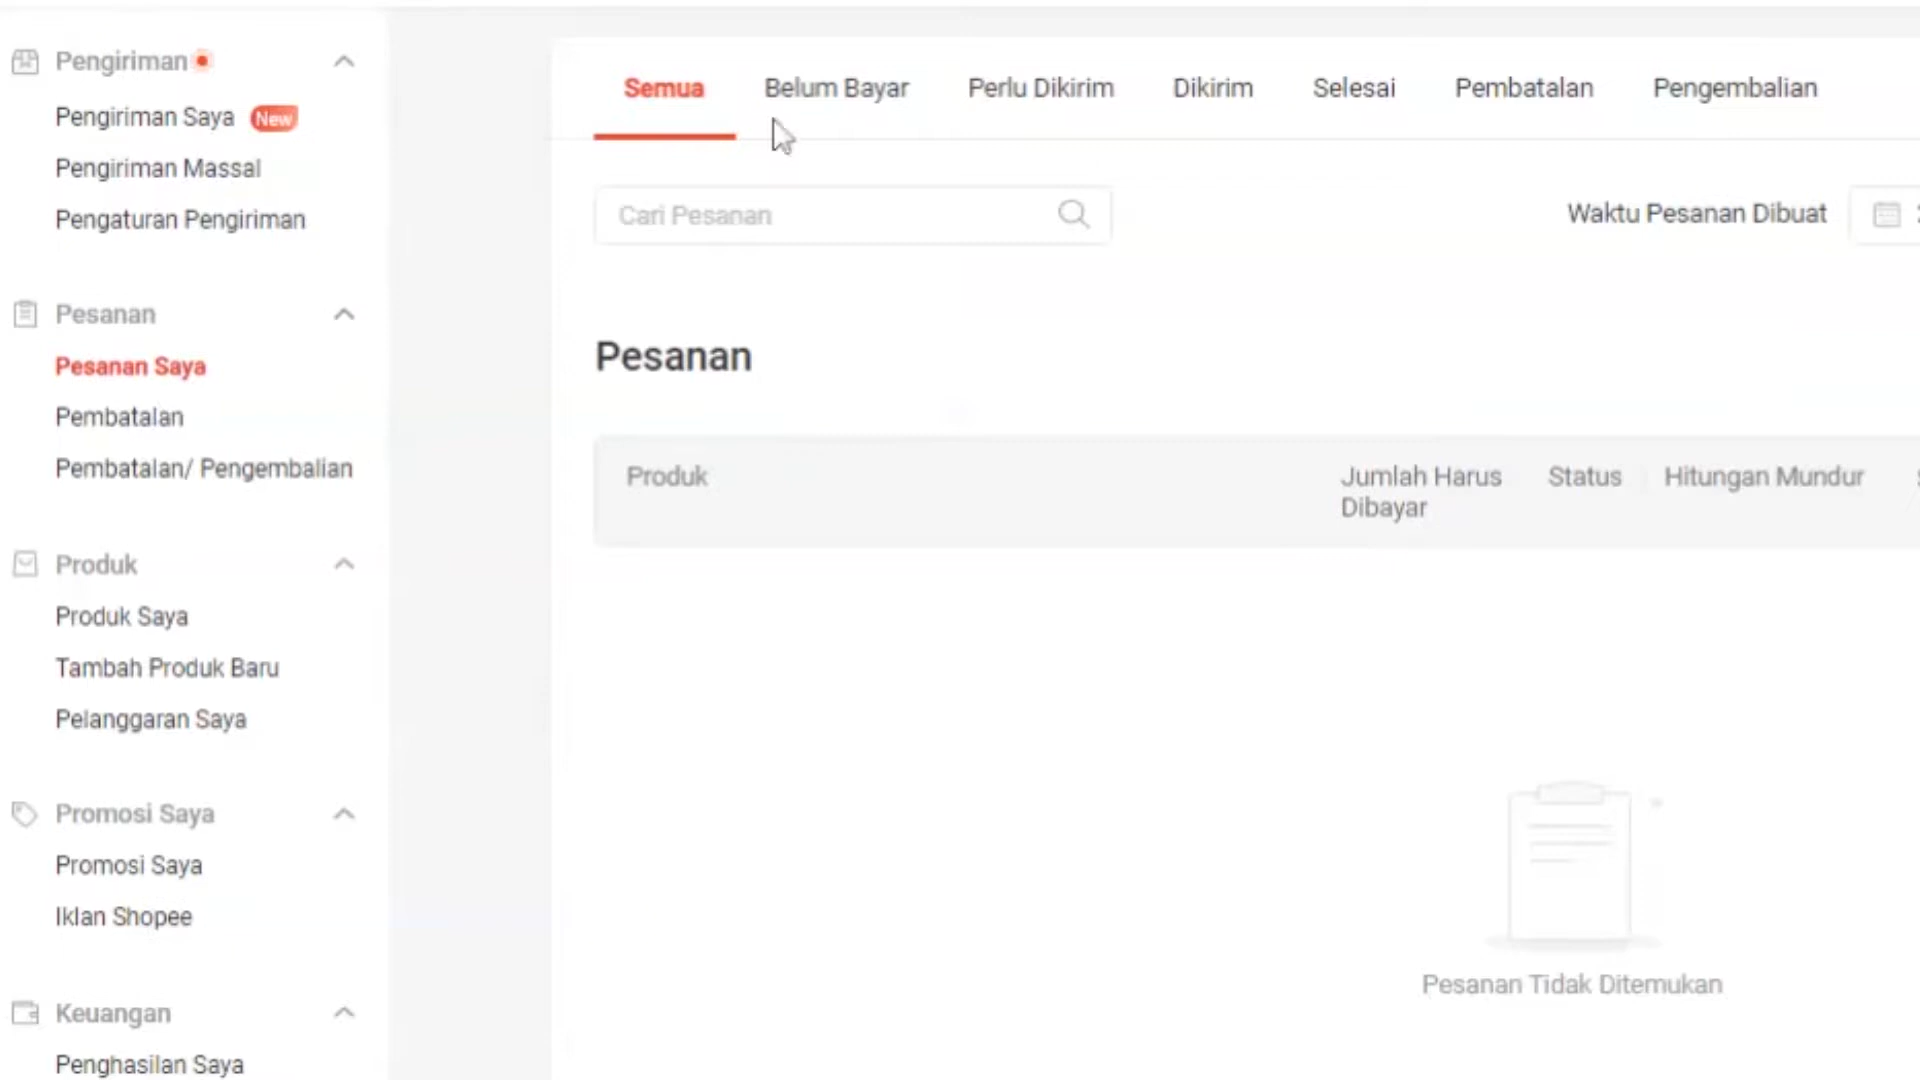 Pengiriman
Pengiriman Saya New
Pengiriman Massal
Pengaturan Pengiriman
Pesanan
Pesanan Saya
Pembatalan
Pembatalan/ Pengembalian
Produk
Produk Saya
Tambah Produk Baru
Pelanggaran Saya
Promosi Saya
Promosi Saya
Iklan Shopee
Keuangan
Penghasilan Saya
Semua Belum Bayar Perlu Dikirim Dikirim Selesai Pembatalan Pengembalian
Cari Pesanan
Waktu Pesanan Dibuat
Pesanan
Produk Jumlah Harus Status Hitungan Mundur
Dibayar
Pesanan Tidak Ditemukan